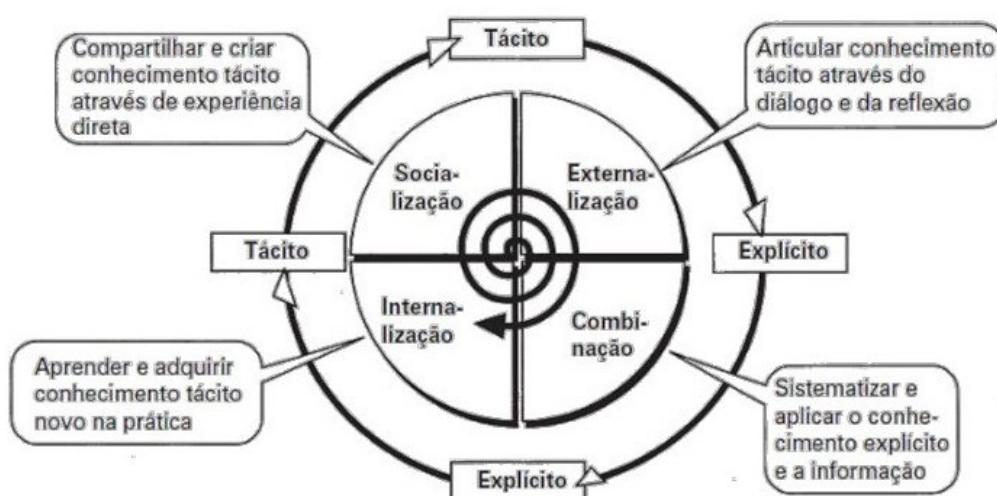 Tácito
Compartilhar e criar
conhecimento tácito
através de experiência
direta
Articular conhecimento
tácito através do
diálogo e da reflexão
Socia-
lização
Externa-
lização
Tácito
Explícito
Interna-
lização
Combi-
nação
Aprender e adquirir
conhecimento tácito
novo na prática
Sistematizar e
aplicar o conhe-
cimento explícito
e a informação
Explícito